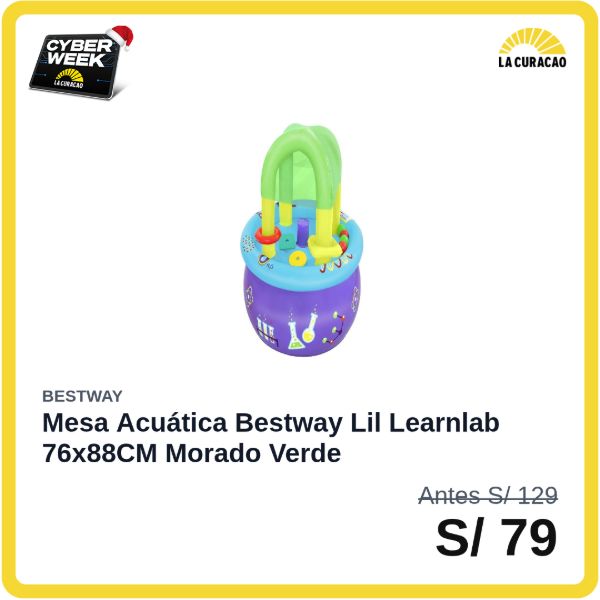 CYBER
WEEK
LA CURACAO
LA CURACAO
BESTWAY
Mesa Acuática Bestway Lil Learnlab
76x88CM Morado Verde
Antes S/ 129
S/ 79